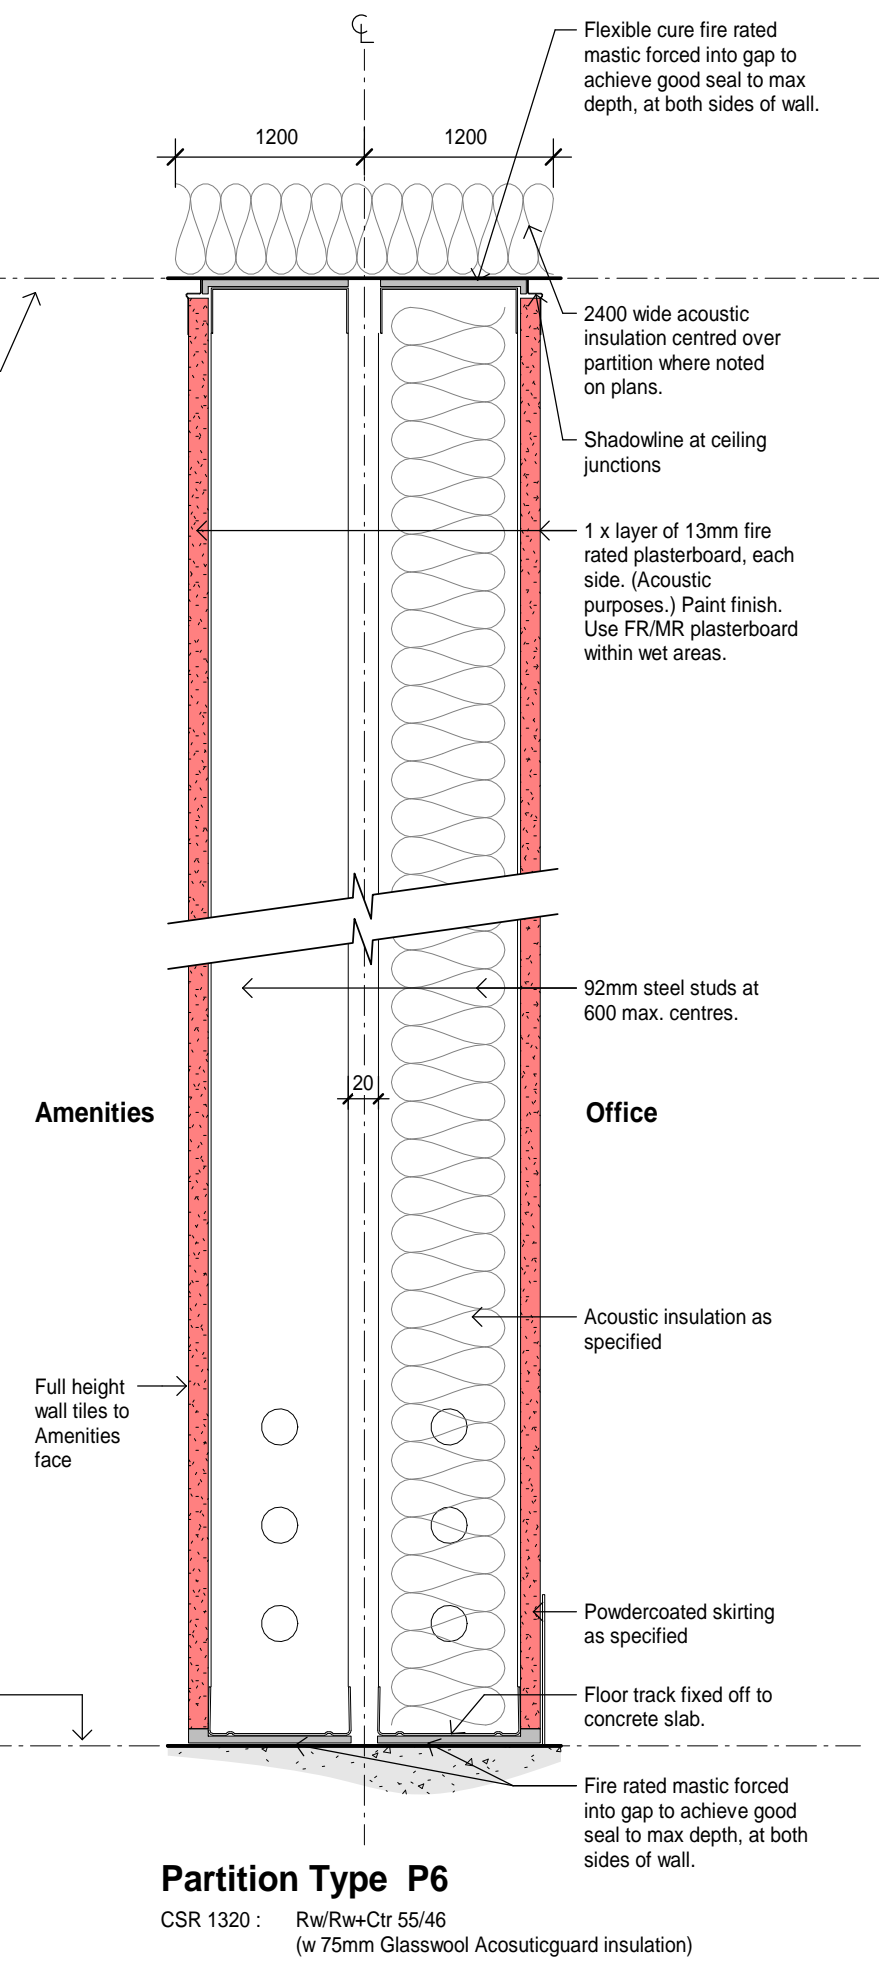 Flexible cure fire rated
mastic forced into gap to
achieve good seal to max
depth, at both sides of wall.
1200
1200
2400 wide acoustic
insulation centred over
partition where noted
on plans.
Shadowline at ceiling
junctions
1 x layer of 13mm fire
rated plasterboard, each
side. (Acoustic
purposes.) Paint finish.
Use FR/MR plasterboard
within wet areas.
92mm steel studs at
600 max. centres.
20
Amenities
Office
Acoustic insulation as
specified
Full height
wall tiles to
Amenities
face
Powdercoated skirting
as specified
Floor track fixed off to
concrete slab.
Fire rated mastic forced
into gap to achieve good
seal to max depth, at both
sides of wall.
Partition Type P6
CSR 1320 : Rw/Rw+Ctr 55/46
(w 75mm Glasswool Acosuticguard insulation)